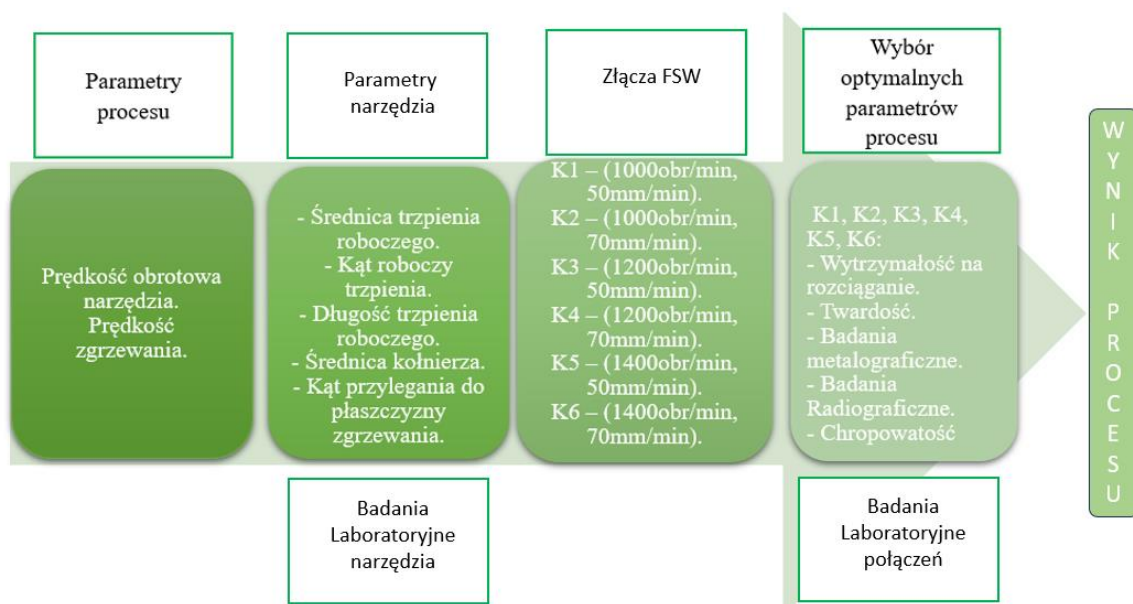 Parametry
procesu
Prędkość obrotowa
narzędzia.
Prędkość
zgrzewania.
Parametry
narzędzia
- Średnica trzpienia
roboczego.
- Kąt roboczy
trzpienia.
- Długość trzpienia
roboczego.
- Średnica kołnierza.
- Kąt przylegania do
płaszczyzny
zgrzewania.
Badania
Laboratoryjne
narzędzia
Złącza FSW
K1 – (1000obr/min,
50mm/min).
K2 – (1000obr/min,
70mm/min).
K3 – (1200obr/min,
50mm/min).
K4 – (1200obr/min,
70mm/min).
K5 – (1400obr/min,
50mm/min).
K6 – (1400obr/min,
70mm/min).
Wybór
optymalnych
parametrów
procesu
K1, K2, K3, K4,
K5, K6:
- Wytrzymałość na
rozciąganie.
- Twardość.
- Badania
metalograficzne.
- Badania
Radiograficzne.
- Chropowatość
Badania
Laboratoryjne
połączeń
WYNIK PROCESU